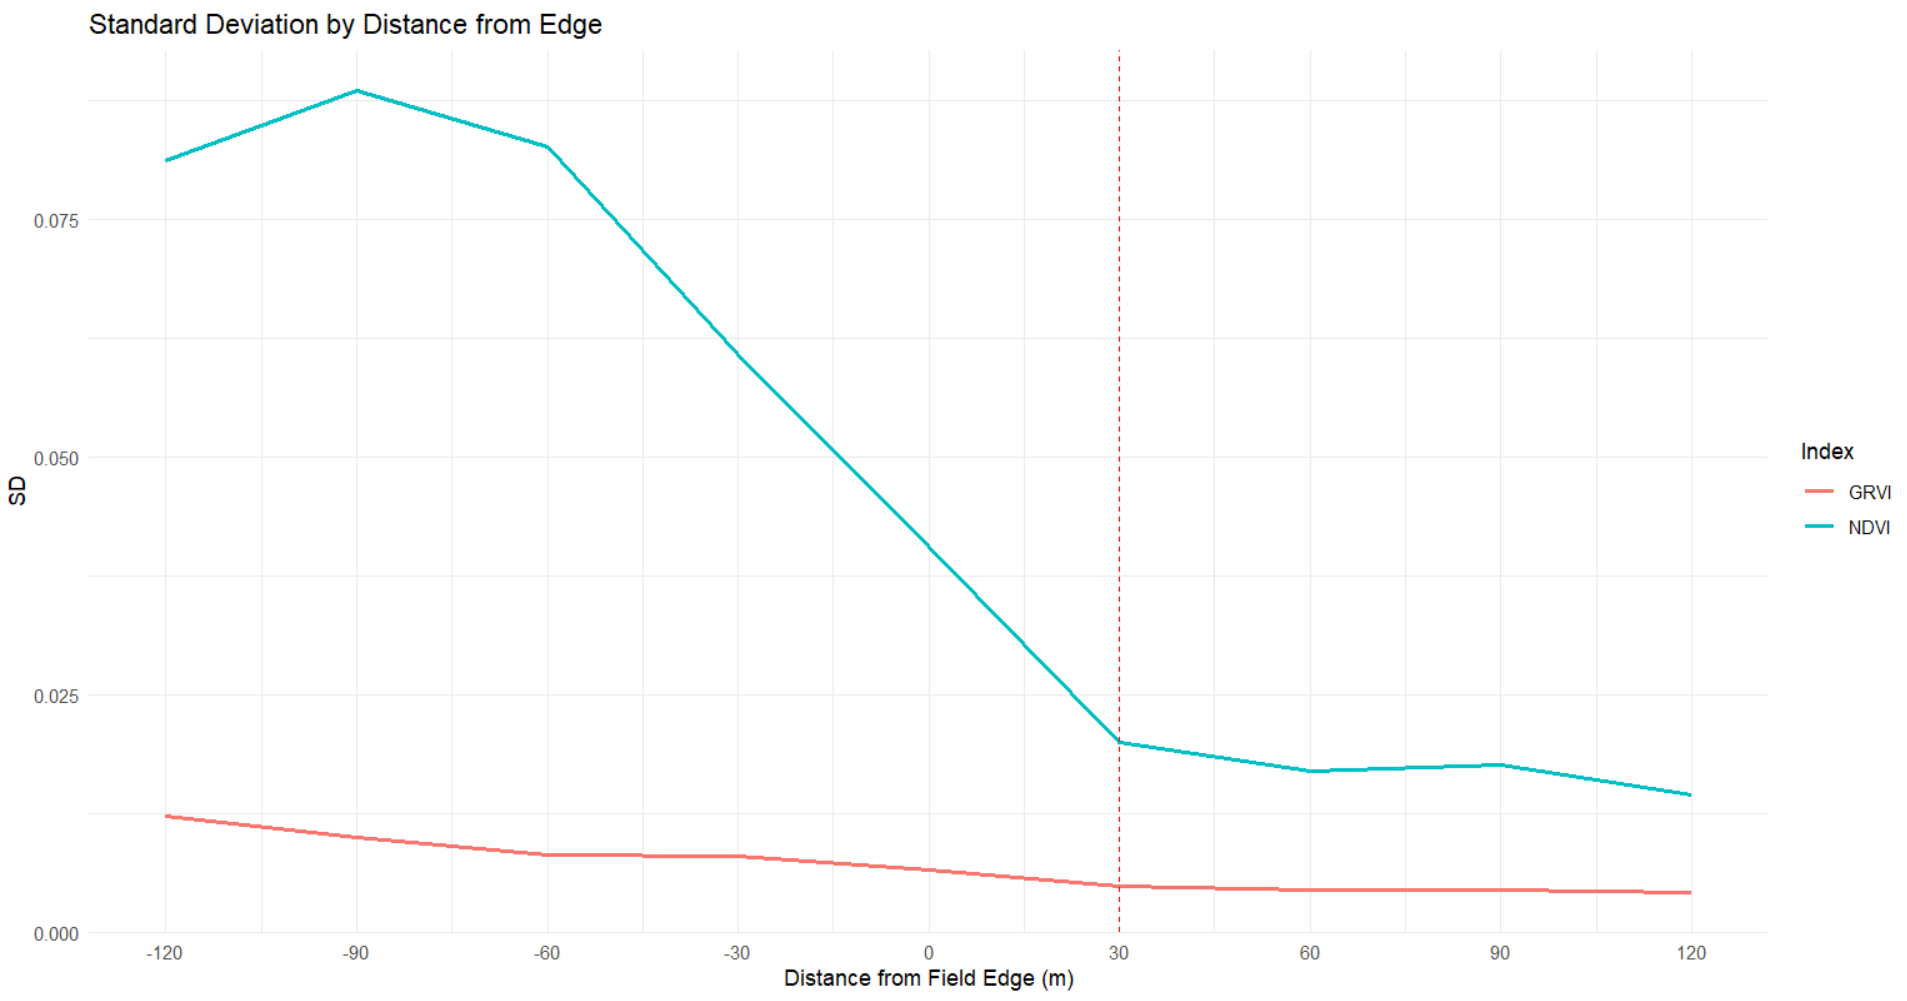 Standard Deviation by Distance from Edge
SD
0.075
0.050
0.025
0.000
-120 -90 -60 -30 0 30 60 90 120
Distance from Field Edge (m)
Index
GRVI
NDVI